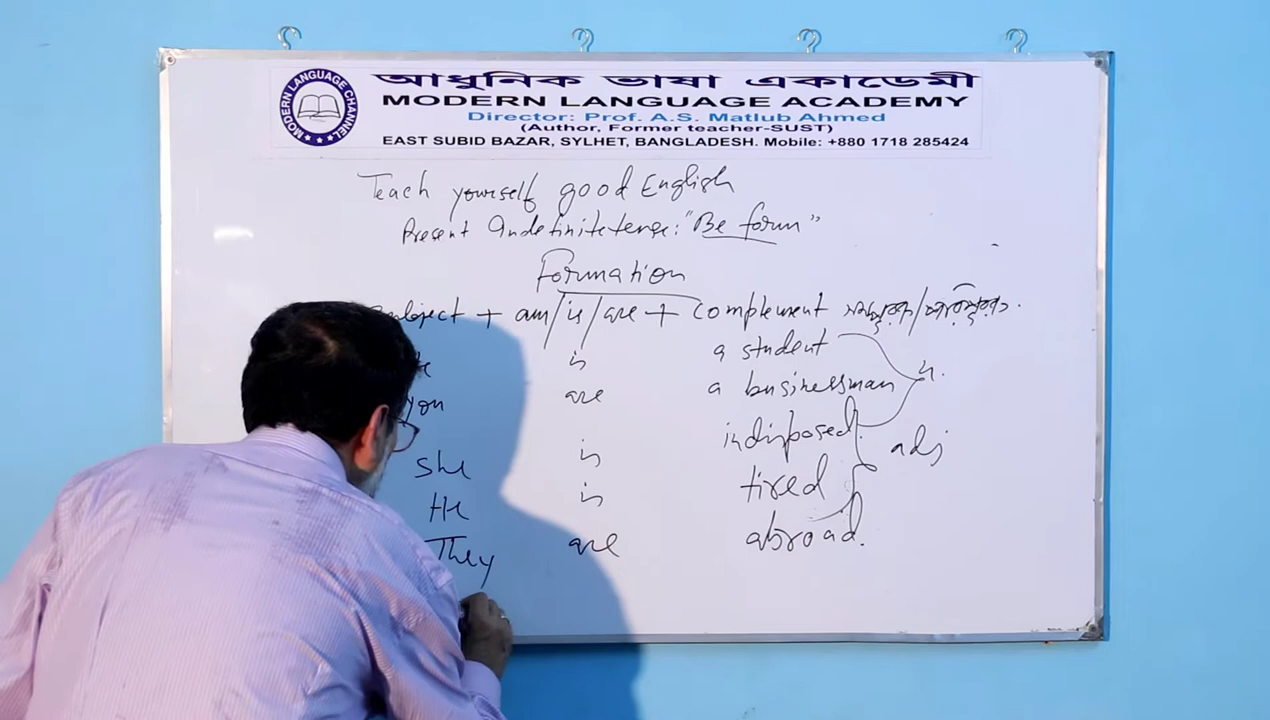 আধুনিক ভাষা একাডেমী
MODERN LANGUAGE ACADEMY
Director: Prof. A.S. Matlub Ahmed
(Author, Former teacher-SUST)
EAST SUBID BAZAR, SYLHET, BANGLADESH. Mobile: +880 1718 285424
MODERN LANGUAGE CHANNEL
Teach yourself good English
Present Indefinite tense: "Be form"
Formation
Subject + am/is/are + complement
is a student
you are a businessman n.
She is indisposed. adj
He is tired
They are abroad.